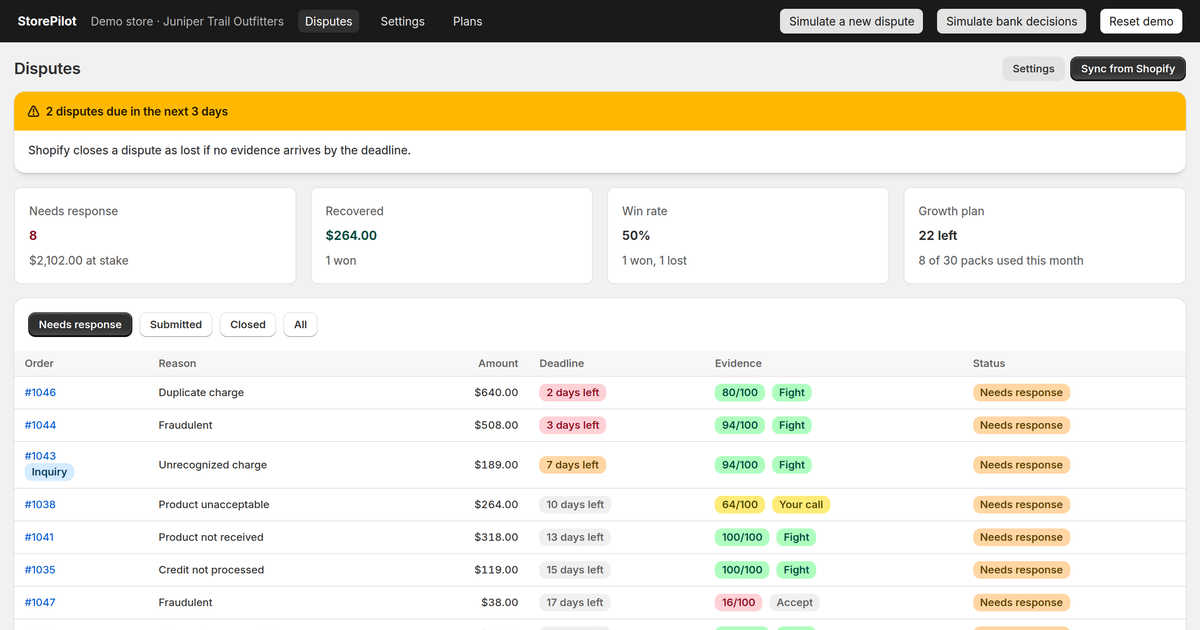 StorePilot Demo store · Juniper Trail Outfitters Disputes Settings Plans Simulate a new dispute Simulate bank decisions Reset demo
Disputes Settings Sync from Shopify
2 disputes due in the next 3 days
Shopify closes a dispute as lost if no evidence arrives by the deadline.
Needs response Recovered Win rate Growth plan
8 $264.00 50% 22 left
$2,102.00 at stake 1 won 1 won, 1 lost 8 of 30 packs used this month
Needs response Submitted Closed All
Order Reason Amount Deadline Evidence Status
#1046 Duplicate charge $640.00 2 days left 80/100 Fight Needs response
#1044 Fraudulent $508.00 3 days left 94/100 Fight Needs response
#1043 Unrecognized charge $189.00 7 days left 94/100 Fight Needs response
Inquiry
#1038 Product unacceptable $264.00 10 days left 64/100 Your call Needs response
#1041 Product not received $318.00 13 days left 100/100 Fight Needs response
#1035 Credit not processed $119.00 15 days left 100/100 Fight Needs response
#1047 Fraudulent $38.00 17 days left 16/100 Accept Needs response